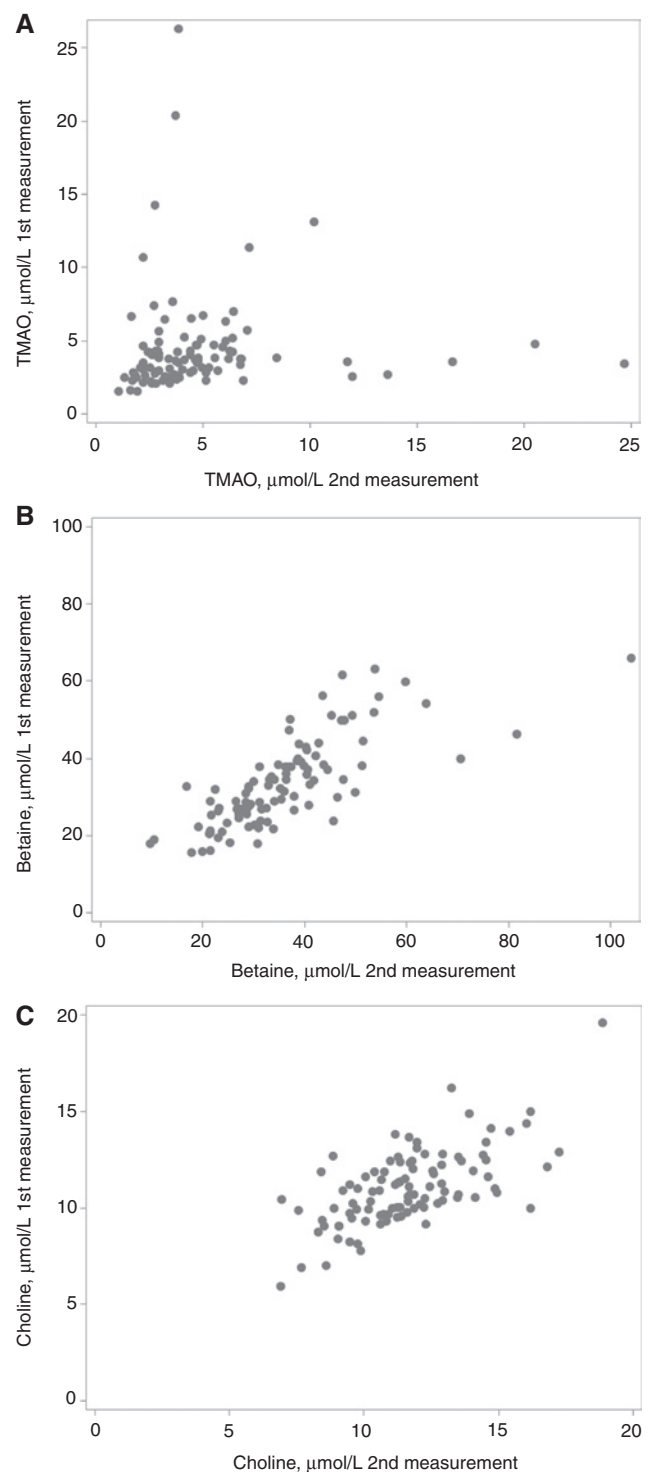 A
25
20
15
10
5
0
TMAO, μmol/L 1st measurement
0 5 10 15 20 25
TMAO, μmol/L 2nd measurement
B
100
80
60
40
20
0
Betaine, μmol/L 1st measurement
0 20 40 60 80 100
Betaine, μmol/L 2nd measurement
C
20
15
10
5
0
Choline, μmol/L 1st measurement
0 5 10 15 20
Choline, μmol/L 2nd measurement